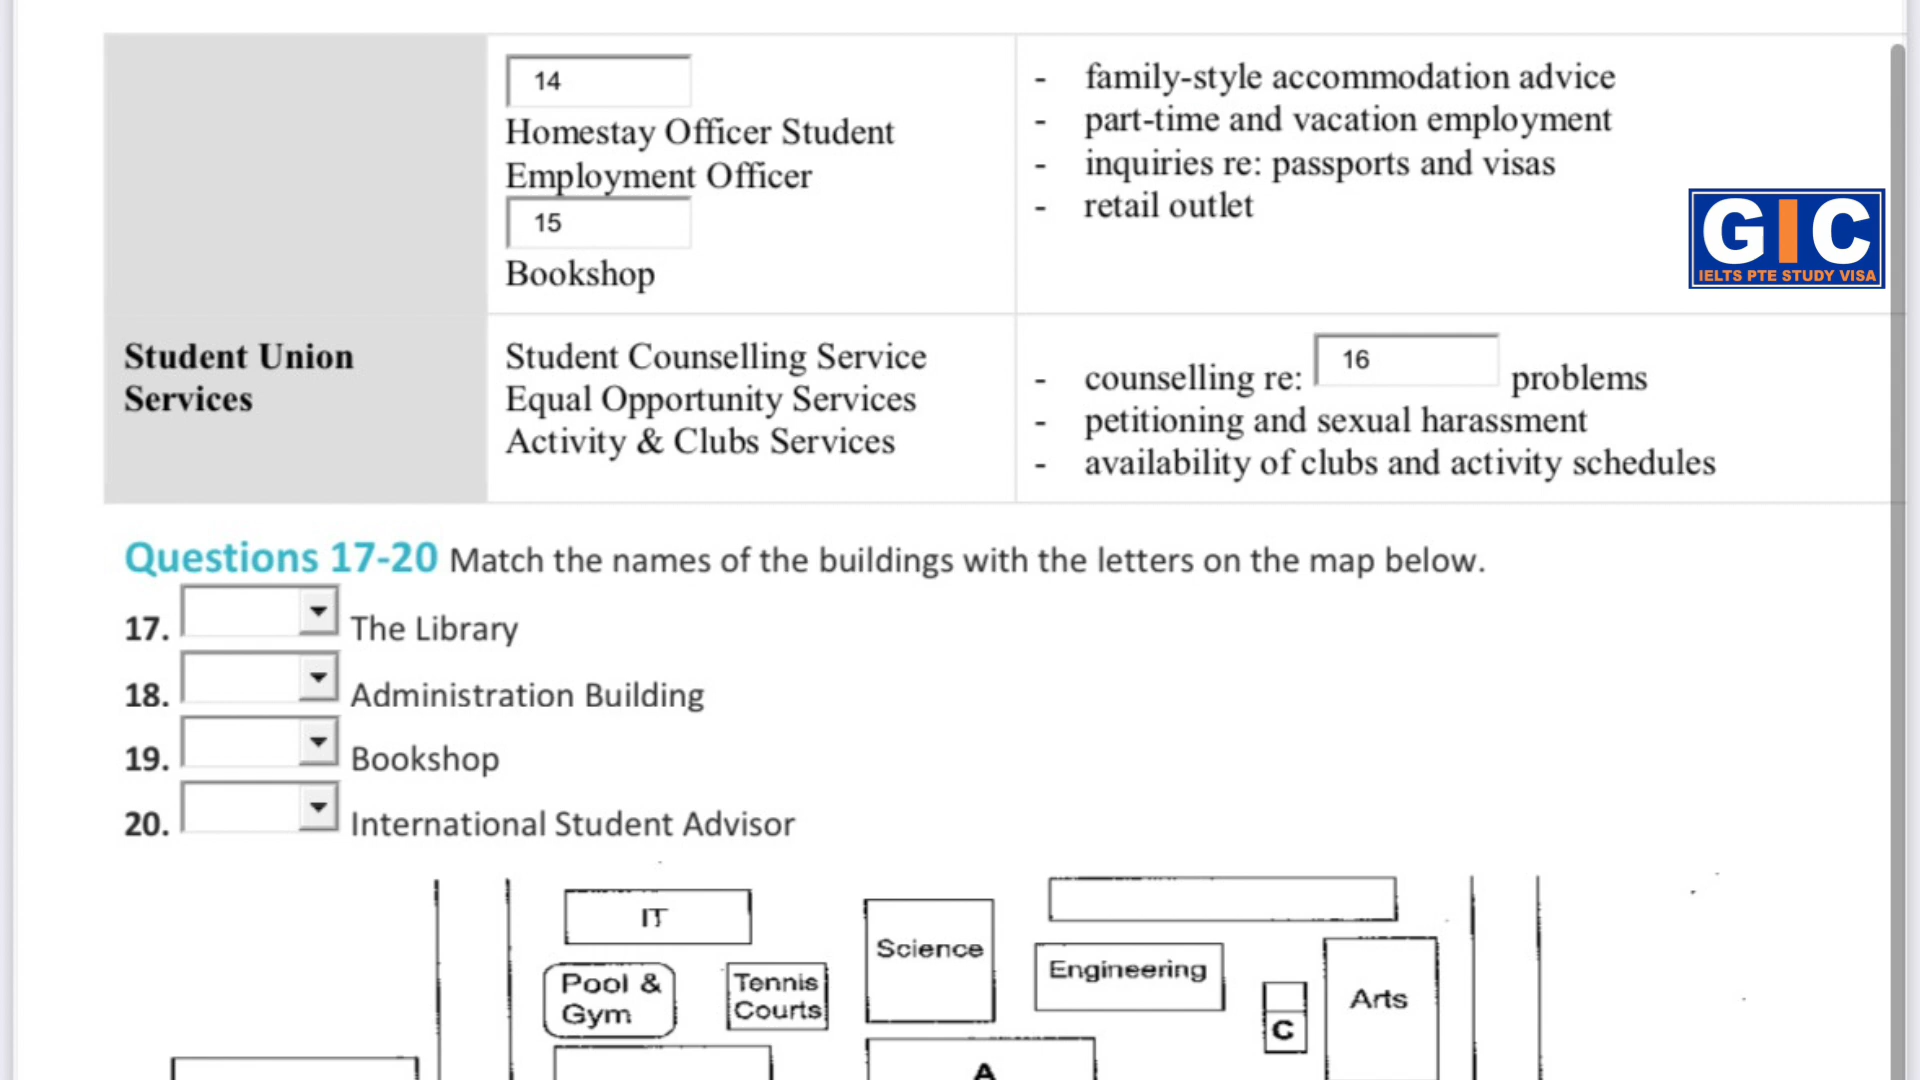 14
Homestay Officer Student
Employment Officer
15
Bookshop
- family-style accommodation advice
- part-time and vacation employment
- inquiries re: passports and visas
- retail outlet
GIC
IELTS PTE STUDY VISA
Student Union
Services
Student Counselling Service
Equal Opportunity Services
Activity & Clubs Services
- counselling re: 16 problems
- petitioning and sexual harassment
- availability of clubs and activity schedules
Questions 17-20 Match the names of the buildings with the letters on the map below.
17. The Library
18. Administration Building
19. Bookshop
20. International Student Advisor
IT
Science
Engineering
Pool &
Gym
Tennis
Courts
Arts
C
A